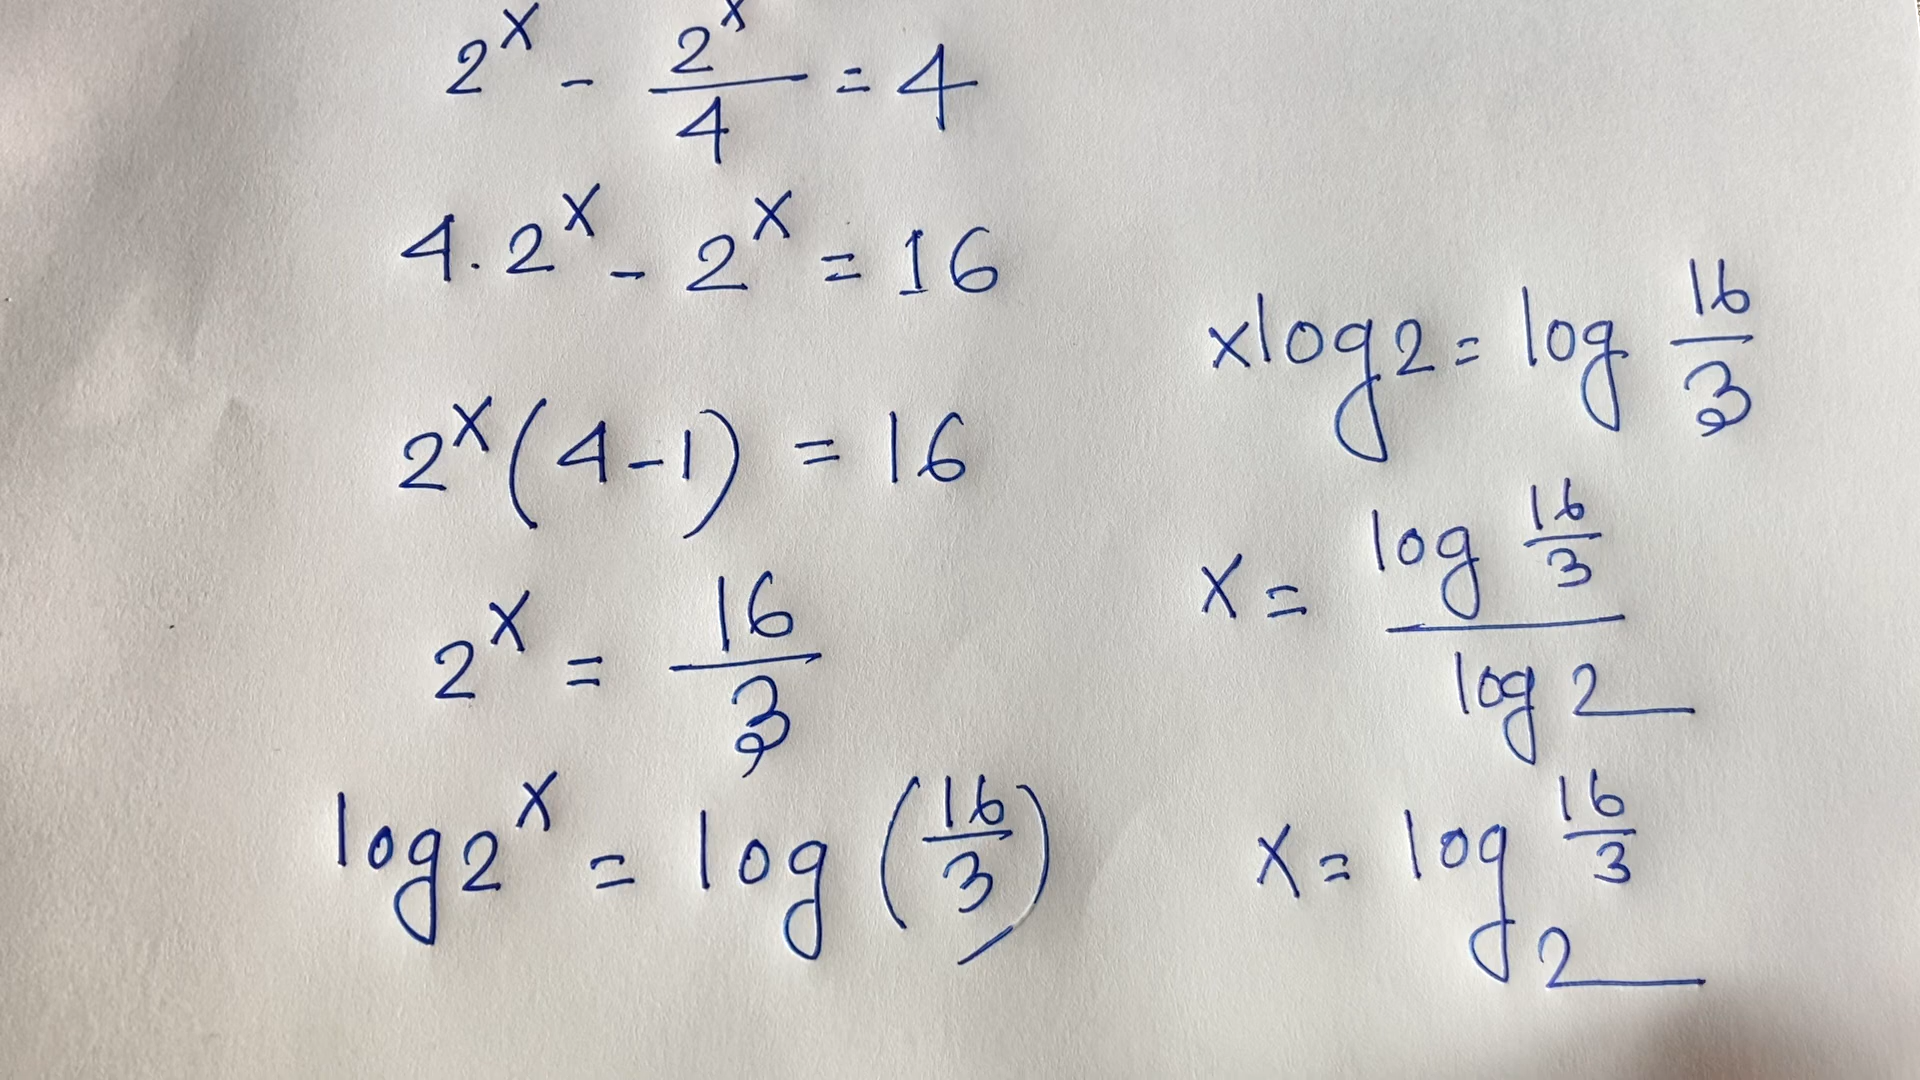 2^x - 2^x/4 = 4
4.2^x - 2^x = 16
2^x(4-1) = 16
2^x = 16/3
log2^x = log(16/3)
xlog2 = log 16/3
x = log 16/3 / log 2
x = log_2 16/3